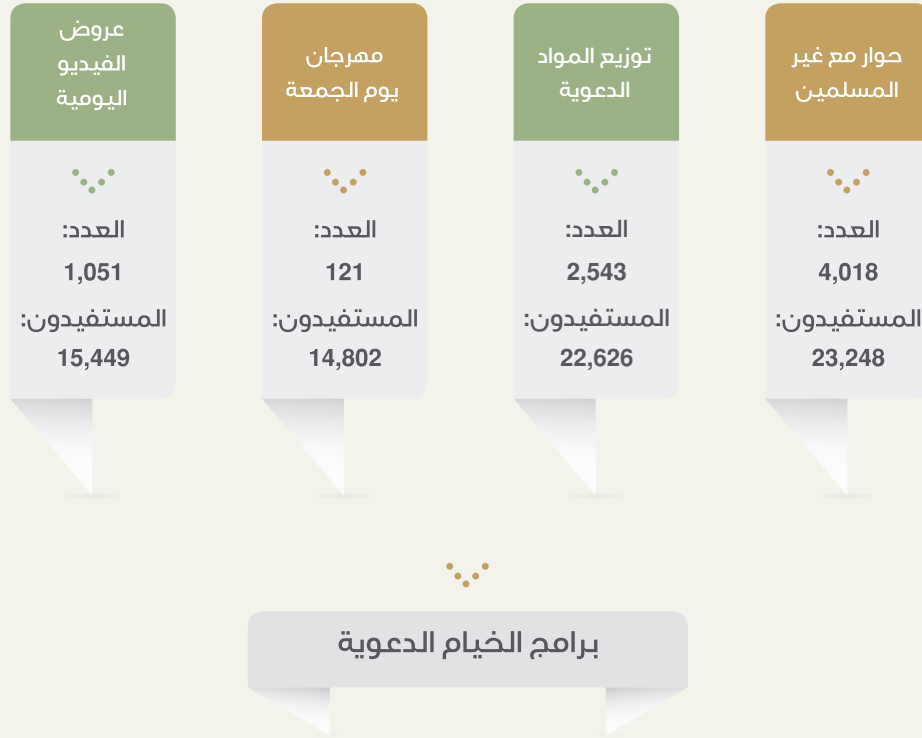 حوار مع غير
المسلمين
العدد:
4,018
المستفيدون:
23,248
توزيع المواد
الدعوية
العدد:
2,543
المستفيدون:
22,626
مهرجان
يوم الجمعة
العدد:
121
المستفيدون:
14,802
عروض
الفيديو
اليومية
العدد:
1,051
المستفيدون:
15,449
برامج الخيام الدعوية